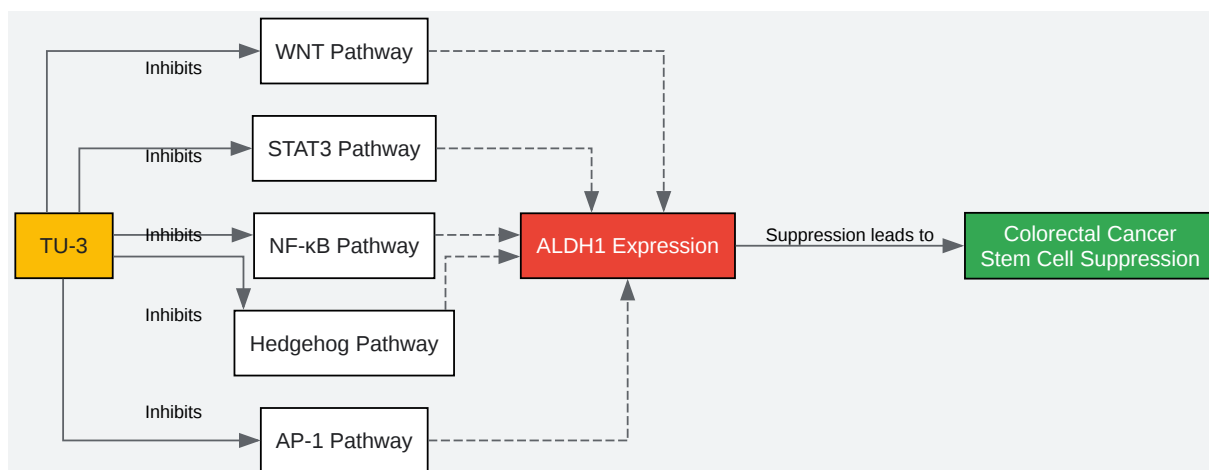 WNT Pathway
Inhibits
STAT3 Pathway
Inhibits
TU-3
Inhibits
NF-κB Pathway
ALDH1 Expression
Suppression leads to
Colorectal Cancer
Stem Cell Suppression
Inhibits
Hedgehog Pathway
Inhibits
AP-1 Pathway